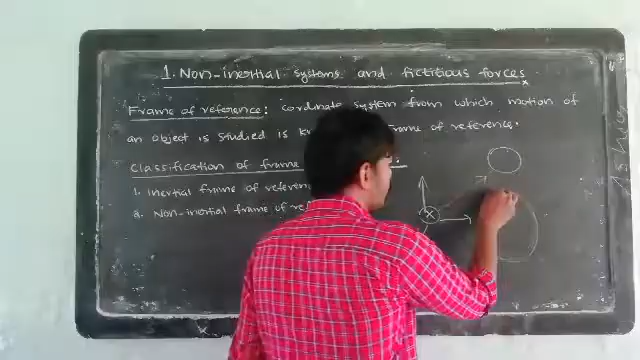 1. Non-inertial systems and fictitious forces
Frame of reference: Cordinate system from which motion of
an object is studied is frame of reference.
Classification of frame
1. Inertial frame of
2. Non-inertial frame of